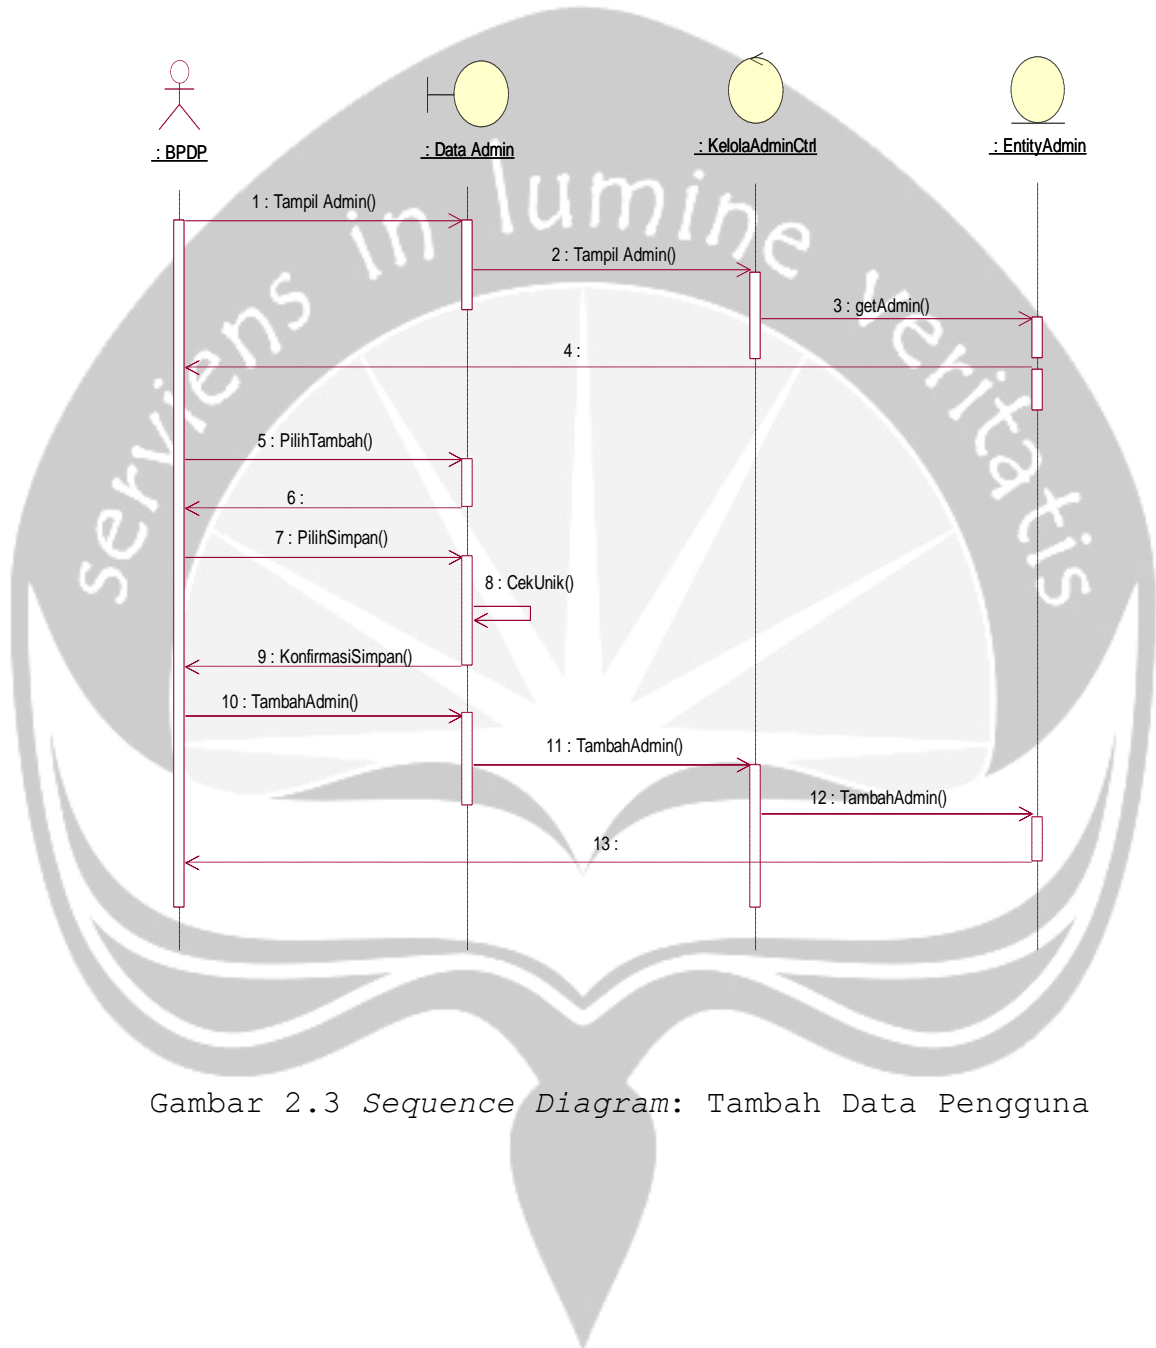 serviens in lumine veritatis
: BPDP
: Data Admin
: KelolaAdminCtrl
: EntityAdmin
1 : Tampil Admin()
2 : Tampil Admin()
3 : getAdmin()
4 :
5 : PilihTambah()
6 :
7 : PilihSimpan()
8 : CekUnik()
9 : KonfirmasiSimpan()
10 : TambahAdmin()
11 : TambahAdmin()
12 : TambahAdmin()
13 :
Gambar 2.3 Sequence Diagram: Tambah Data Pengguna